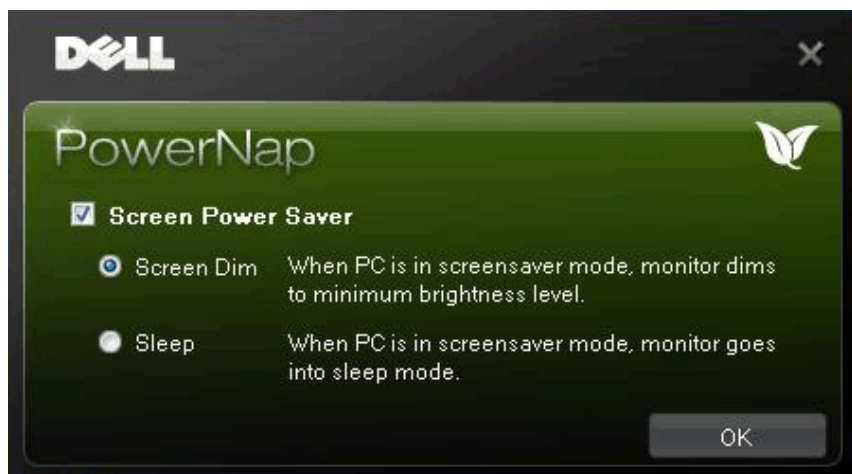 DELL
PowerNap
Screen Power Saver
Screen Dim When PC is in screensaver mode, monitor dims
to minimum brightness level.
Sleep When PC is in screensaver mode, monitor goes
into sleep mode.
OK